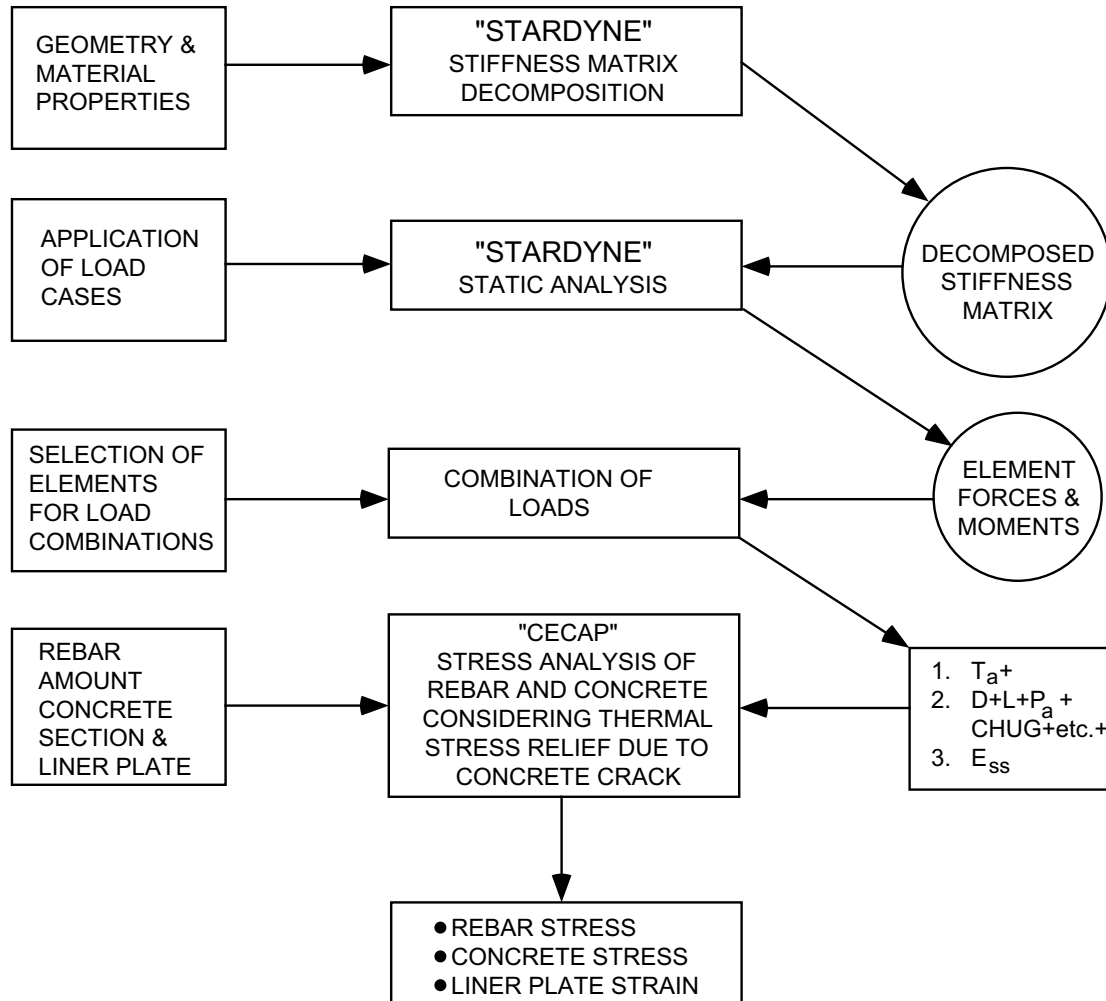 GEOMETRY &
MATERIAL
PROPERTIES
"STARDYNE"
STIFFNESS MATRIX
DECOMPOSITION
APPLICATION
OF LOAD
CASES
"STARDYNE"
STATIC ANALYSIS
DECOMPOSED
STIFFNESS
MATRIX
SELECTION OF
ELEMENTS
FOR LOAD
COMBINATIONS
COMBINATION OF
LOADS
ELEMENT
FORCES &
MOMENTS
REBAR
AMOUNT
CONCRETE
SECTION &
LINER PLATE
"CECAP"
STRESS ANALYSIS OF
REBAR AND CONCRETE
CONSIDERING THERMAL
STRESS RELIEF DUE TO
CONCRETE CRACK
1. Ta+
2. D+L+Pa +
CHUG+etc.+
3. Ess
● REBAR STRESS
● CONCRETE STRESS
● LINER PLATE STRAIN